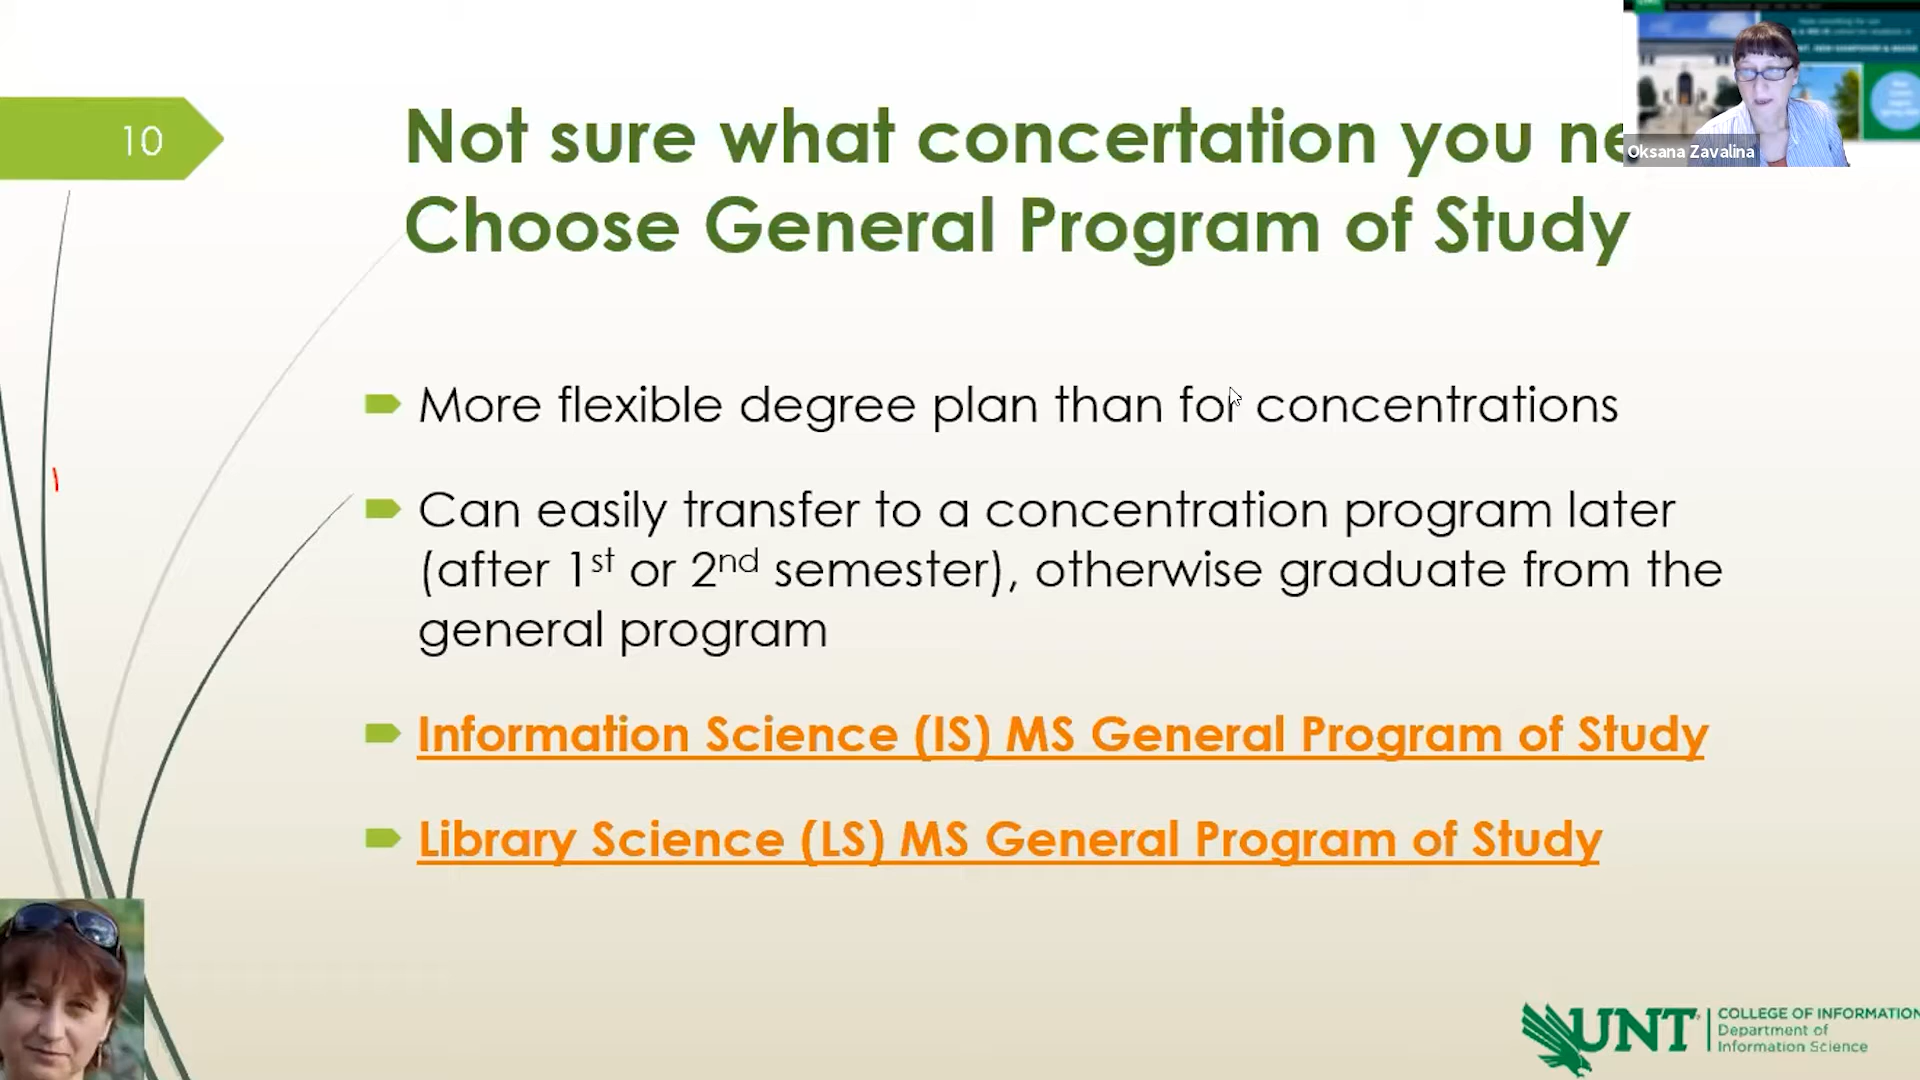 10
Not sure what concertation you ne
Choose General Program of Study
Oksana Zavalina
More flexible degree plan than for concentrations
Can easily transfer to a concentration program later
(after 1st or 2nd semester), otherwise graduate from the
general program
Information Science (IS) MS General Program of Study
Library Science (LS) MS General Program of Study
UNT
COLLEGE OF INFORMATION
Department of
Information Science